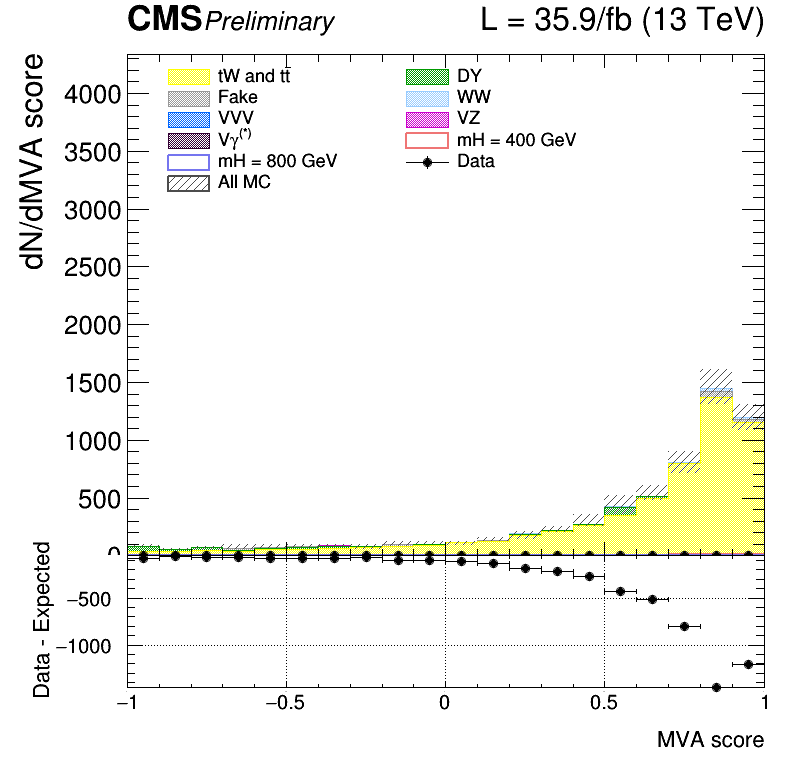 CMS Preliminary L = 35.9/fb (13 TeV)
dN/dMVA score
4000
3500
3000
2500
2000
1500
1000
500
0
tW and tt̄
DY
Fake
WW
VVV
VZ
Vγ(*)
mH = 400 GeV
mH = 800 GeV
Data
All MC
Data - Expected
−500
−1000
−1 −0.5 0 0.5 1
MVA score